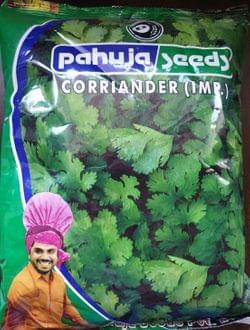 pahuja seeds
CORRIANDER (IMP.)